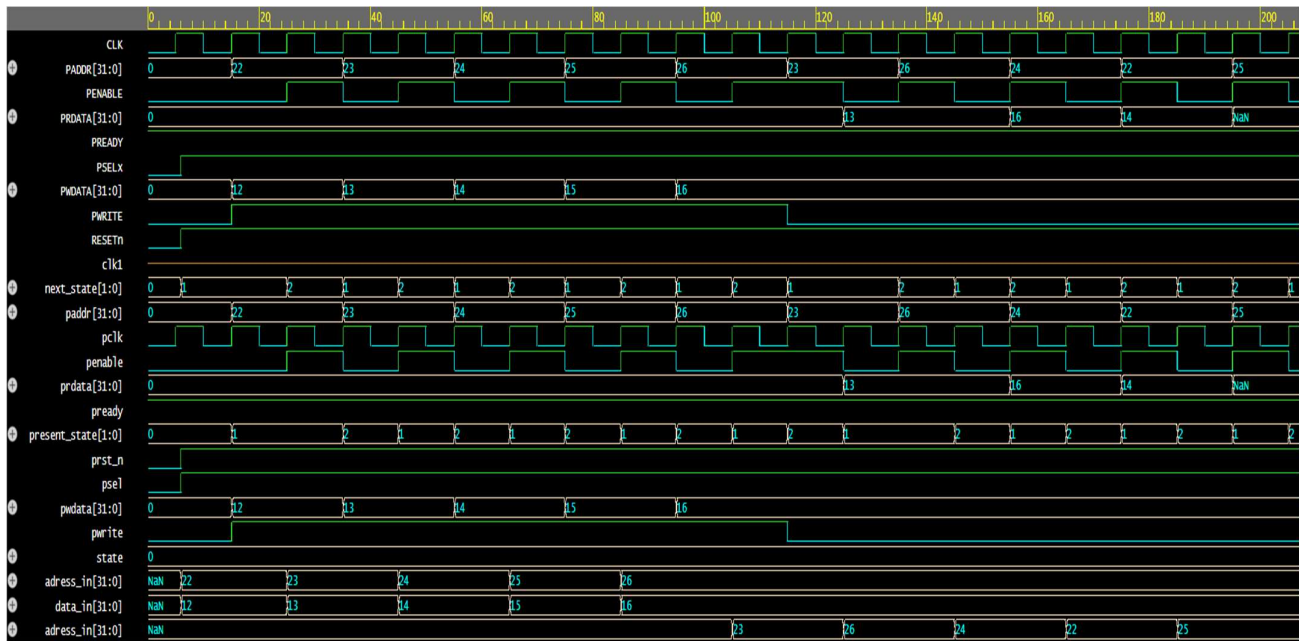 0 20 40 60 80 100 120 140 160 180 200
CLK
PADDR[31:0] 0 22 23 24 25 26 23 26 24 22 25
PENABLE
PRDATA[31:0] 0 13 16 14 NaN
PREADY
PSELx
PWDATA[31:0] 0 12 13 14 15 16
PWRITE
RESETn
clk1
next_state[1:0] 0 1 2 1 2 1 2 1 2 1 2 1 2 1 2 1 2 1 2 1
paddr[31:0] 0 22 23 24 25 26 23 26 24 22 25
pclk
penable
prdata[31:0] 0 13 16 14 NaN
pready
present_state[1:0] 0 1 2 1 2 1 2 1 2 1 2 1 2 1 2 1 2 1 2
prst_n
psel
pwdata[31:0] 0 12 13 14 15 16
pwrite
state 0
adress_in[31:0] NaN 22 23 24 25 26
data_in[31:0] NaN 12 13 14 15 16
adress_in[31:0] NaN 23 26 24 22 25